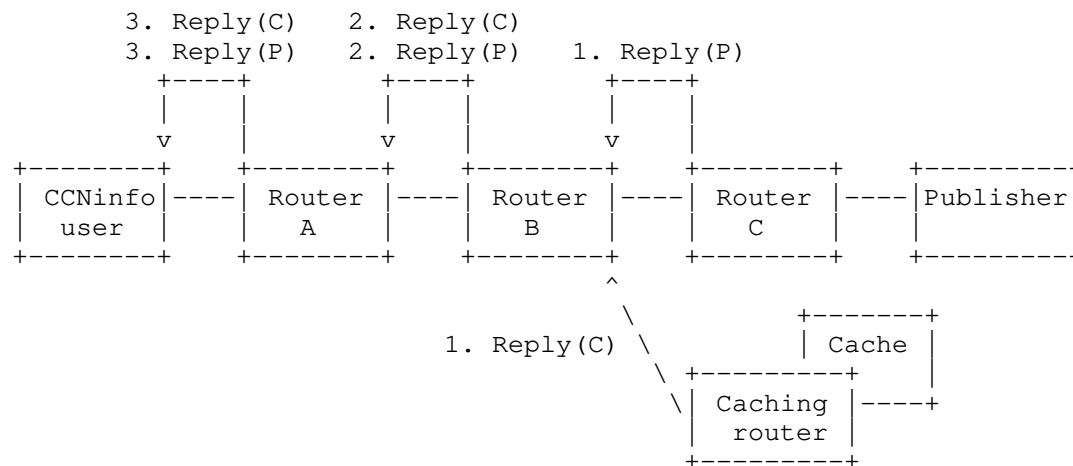 3. Reply(C)   2. Reply(C)
3. Reply(P)   2. Reply(P)   1. Reply(P)
v v v
CCNinfo Router Router Router Publisher
user A B C
1. Reply(C) Cache
Caching
router